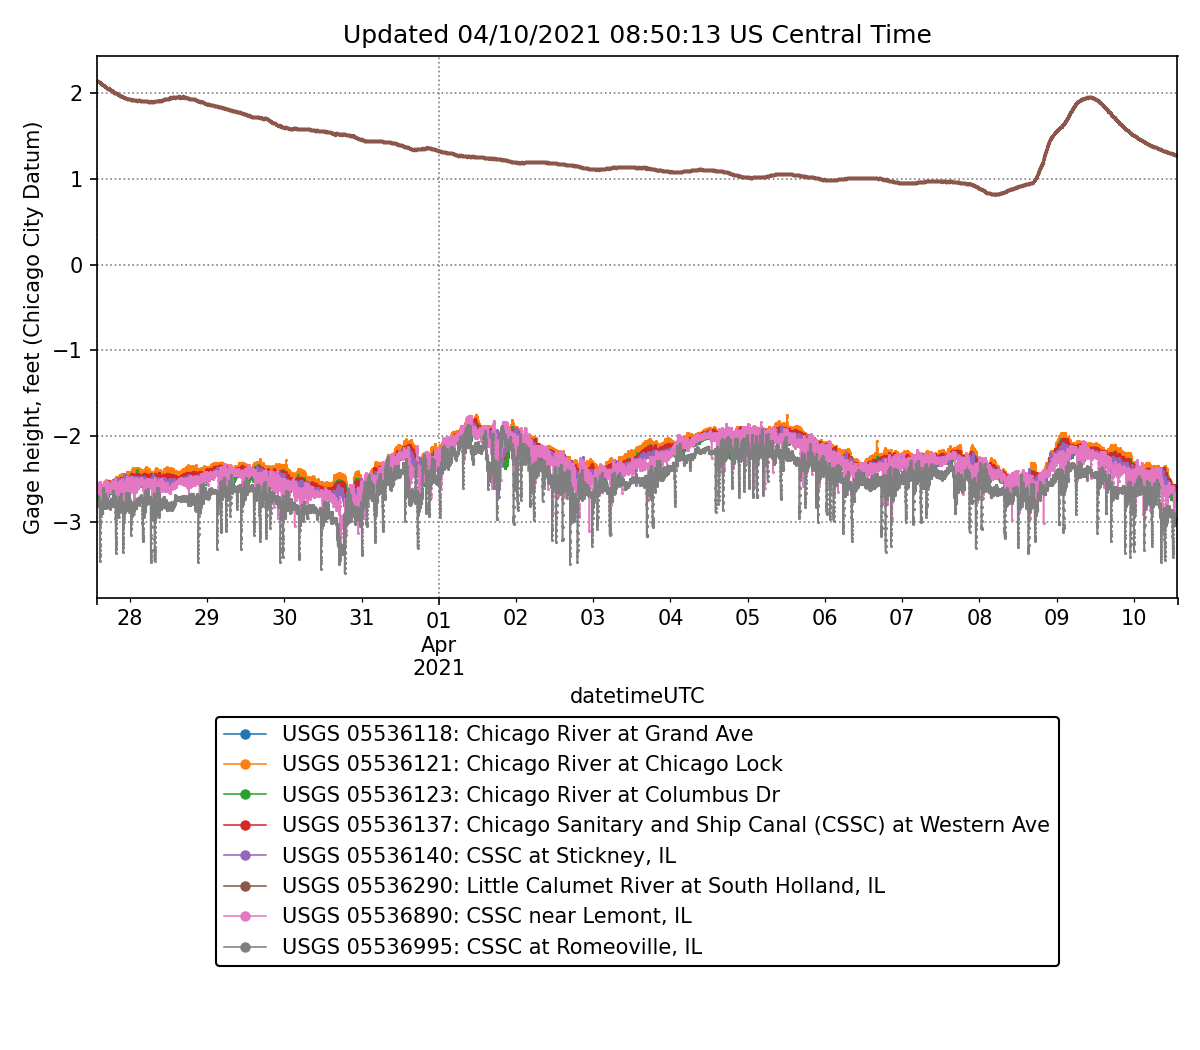 Updated 04/10/2021 08:50:13 US Central Time
Gage height, feet (Chicago City Datum)
2
1
0
−1
−2
−3
28 29 30 31 01 02 03 04 05 06 07 08 09 10
Apr
2021
datetimeUTC
USGS 05536118: Chicago River at Grand Ave
USGS 05536121: Chicago River at Chicago Lock
USGS 05536123: Chicago River at Columbus Dr
USGS 05536137: Chicago Sanitary and Ship Canal (CSSC) at Western Ave
USGS 05536140: CSSC at Stickney, IL
USGS 05536290: Little Calumet River at South Holland, IL
USGS 05536890: CSSC near Lemont, IL
USGS 05536995: CSSC at Romeoville, IL